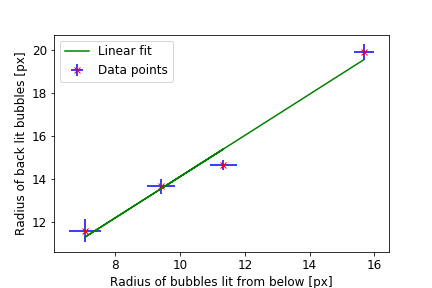 Linear fit
Data points
Radius of back lit bubbles [px]
20
18
16
14
12
8 10 12 14 16
Radius of bubbles lit from below [px]